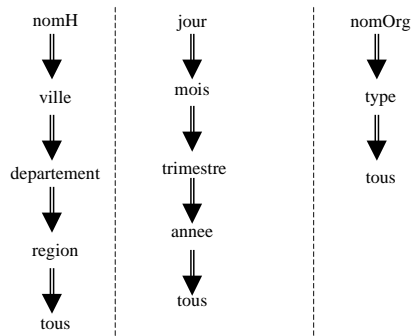 nomH
ville
departement
region
tous
jour
mois
trimestre
annee
tous
nomOrg
type
tous